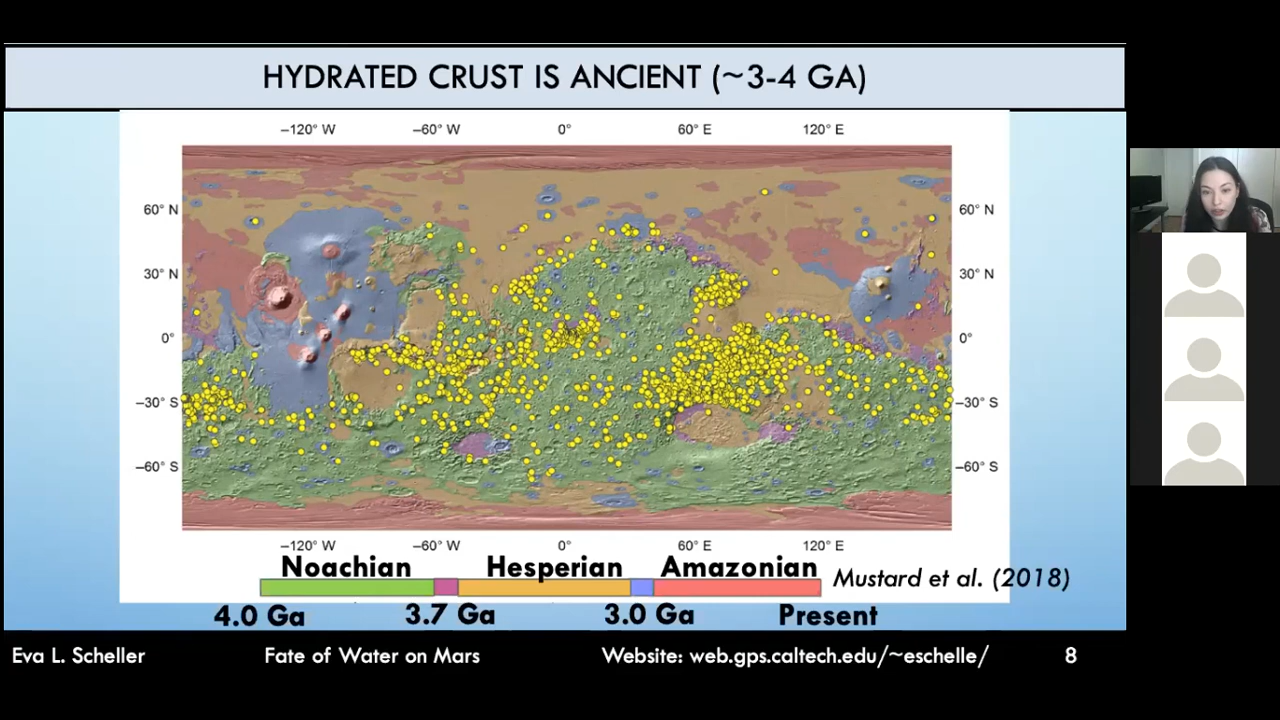 HYDRATED CRUST IS ANCIENT (~3-4 GA)
–120° W –60° W 0° 60° E 120° E
60° N 60° N
30° N 30° N
0° 0°
–30° S –30° S
–60° S –60° S
–120° W –60° W 0° 60° E 120° E
Noachian Hesperian Amazonian
Mustard et al. (2018)
4.0 Ga 3.7 Ga 3.0 Ga Present
Eva L. Scheller Fate of Water on Mars Website: web.gps.caltech.edu/~eschelle/ 8